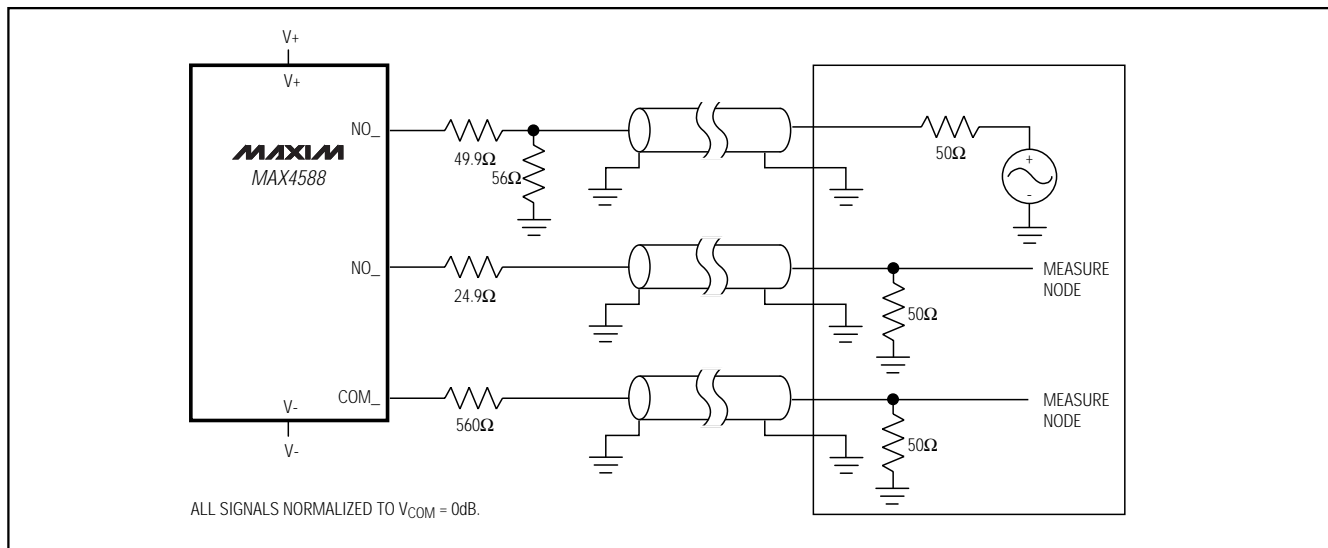 V+
V+
NO_
MAXIM
MAX4588
49.9Ω
56Ω
50Ω
+
-
NO_
24.9Ω
MEASURE
NODE
50Ω
COM_
560Ω
MEASURE
NODE
50Ω
V-
V-
ALL SIGNALS NORMALIZED TO VCOM = 0dB.